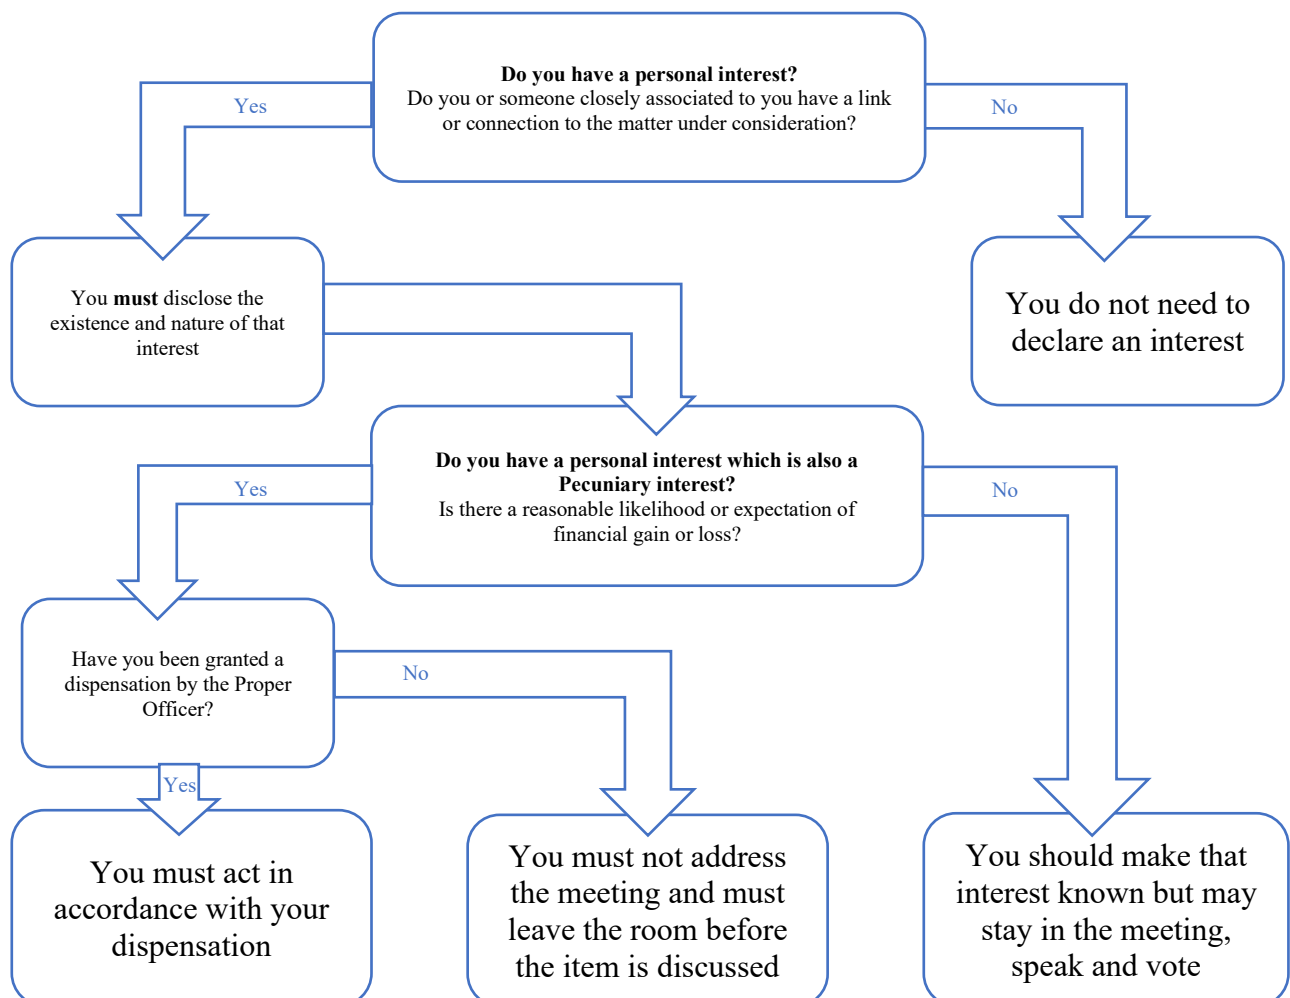 Do you have a personal interest?
Do you or someone closely associated to you have a link
or connection to the matter under consideration?
Yes
No
You must disclose the
existence and nature of that
interest
You do not need to
declare an interest
Do you have a personal interest which is also a
Pecuniary interest?
Is there a reasonable likelihood or expectation of
financial gain or loss?
Yes
No
Have you been granted a
dispensation by the Proper
Officer?
No
Yes
You must act in
accordance with your
dispensation
You must not address
the meeting and must
leave the room before
the item is discussed
You should make that
interest known but may
stay in the meeting,
speak and vote